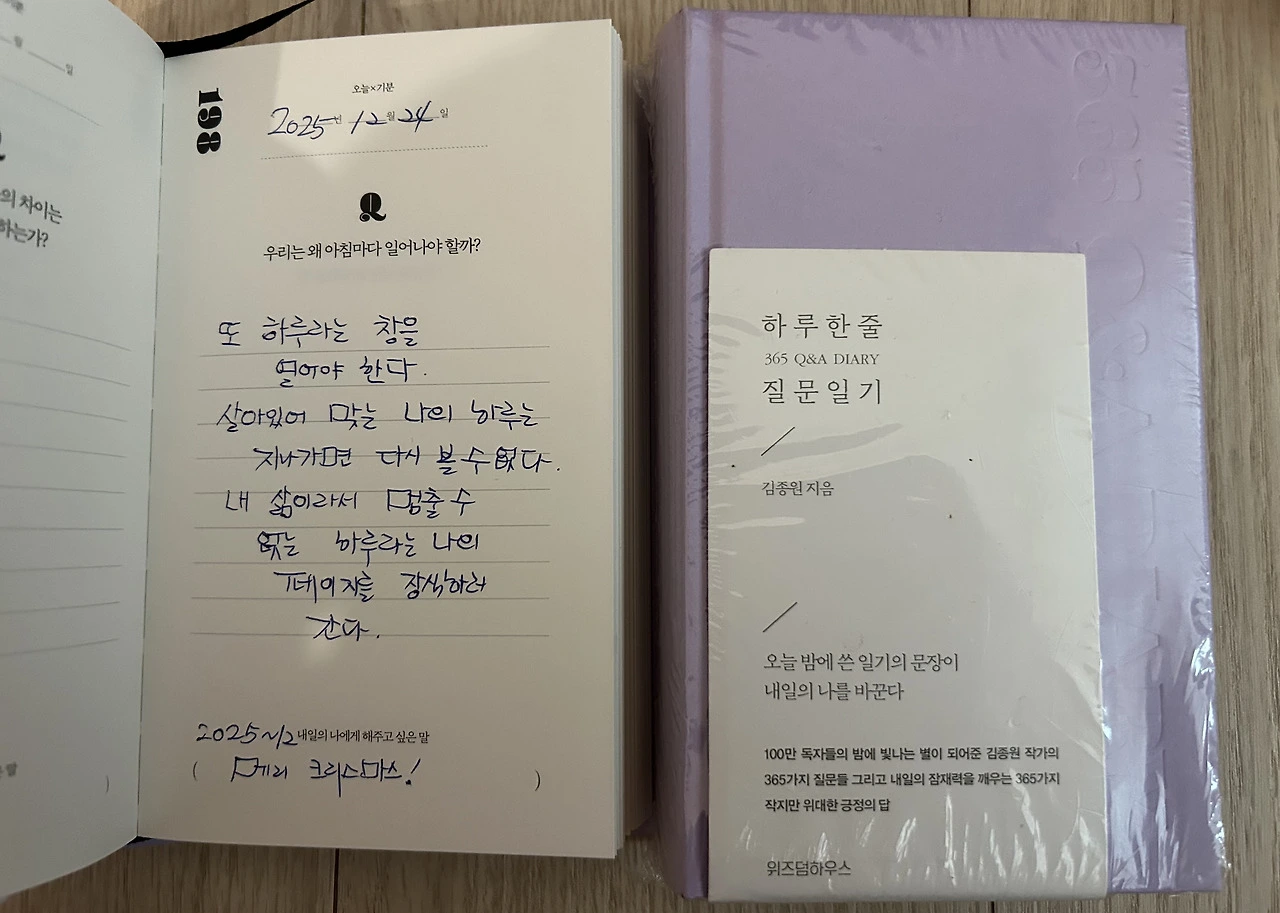 일
의 차이는
하는가?
198
오늘×기분
2025년 12월 24일
Q
우리는 왜 아침마다 일어나야 할까?
또 하루라는 창을
열어야 한다.
살아있어 맞는 나의 하루는
지나가면 다시 볼 수 없다.
내 삶이라서 멈출 수
없는 하루라는 나의
페이지를 장식하러
간다.
내일의 나에게 해주고 싶은 말
( 메리 크리스마스! )
하루 한 줄
365 Q&A DIARY
질문일기
김종원 지음
오늘 밤에 쓴 일기의 문장이
내일의 나를 바꾼다
100만 독자들의 밤에 빛나는 별이 되어준 김종원 작가의
365가지 질문들 그리고 내일의 잠재력을 깨우는 365가지
작지만 위대한 긍정의 답
위즈덤하우스